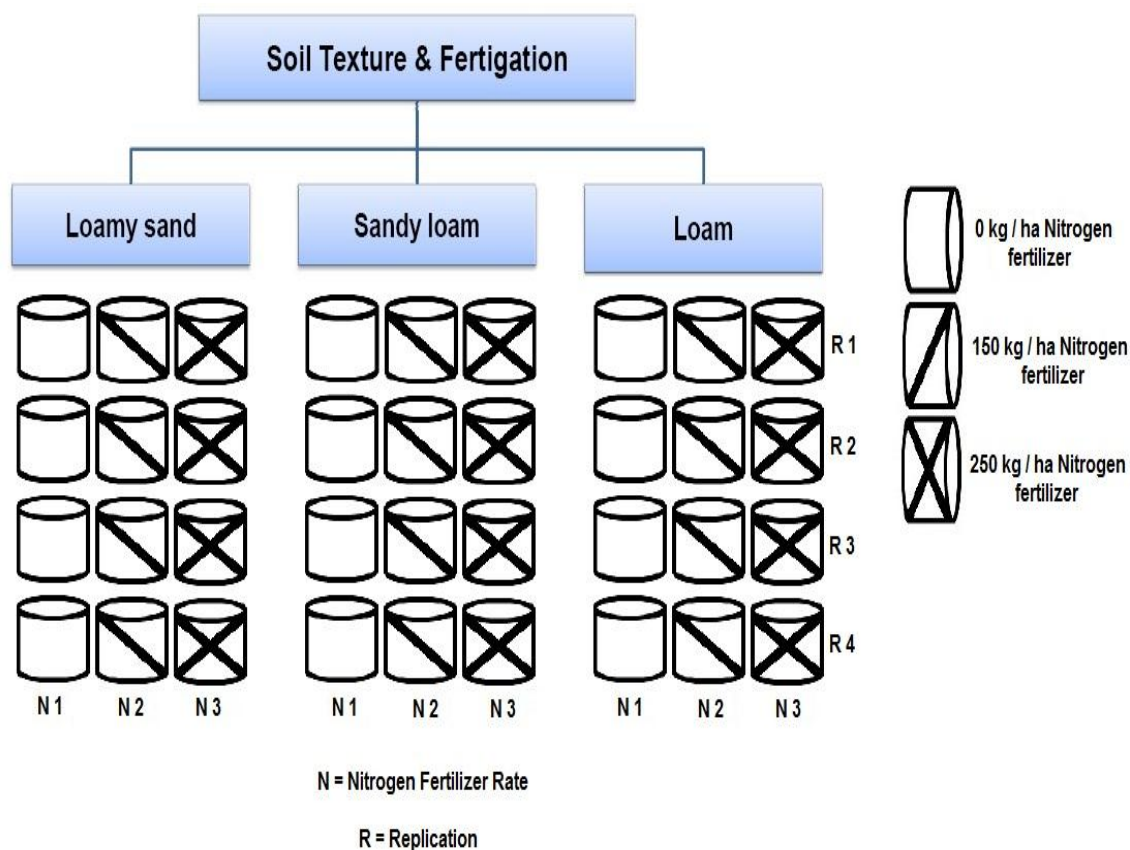 Soil Texture & Fertigation
Loamy sand
Sandy loam
Loam
0 kg / ha Nitrogen
fertilizer
150 kg / ha Nitrogen
fertilizer
250 kg / ha Nitrogen
fertilizer
R 1
R 2
R 3
R 4
N 1 N 2 N 3 N 1 N 2 N 3 N 1 N 2 N 3
N = Nitrogen Fertilizer Rate
R = Replication